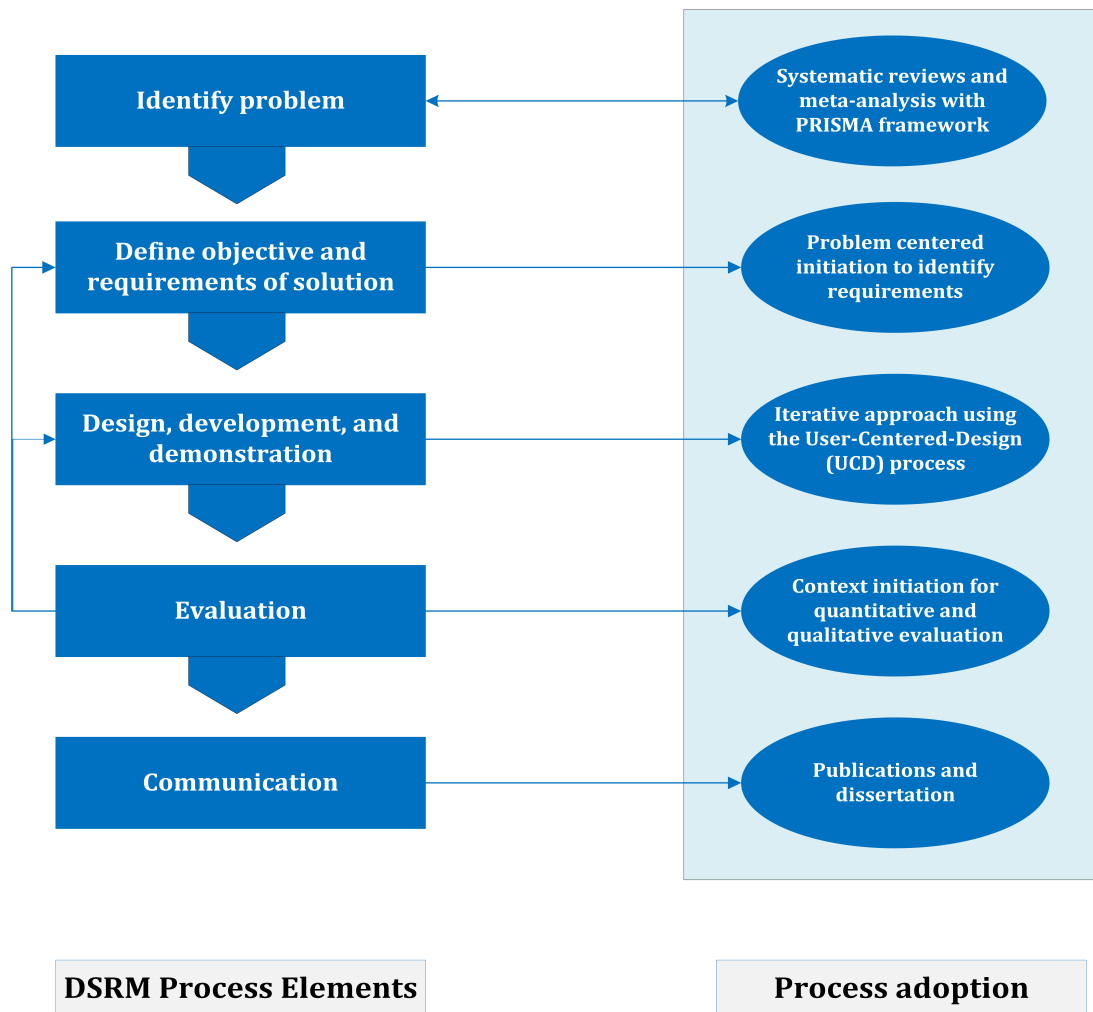 Identify problem
Systematic reviews and
meta-analysis with
PRISMA framework
Define objective and
requirements of solution
Problem centered
initiation to identify
requirements
Design, development, and
demonstration
Iterative approach using
the User-Centered-Design
(UCD) process
Evaluation
Context initiation for
quantitative and
qualitative evaluation
Communication
Publications and
dissertation
DSRM Process Elements
Process adoption